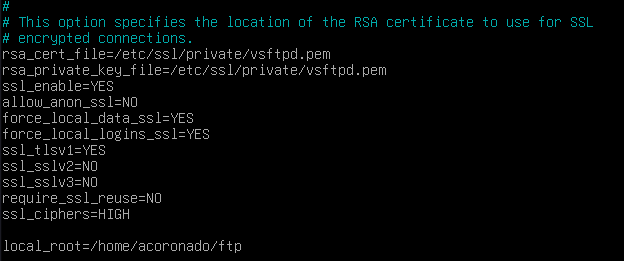 #
# This option specifies the location of the RSA certificate to use for SSL
# encrypted connections.
rsa_cert_file=/etc/ssl/private/vsftpd.pem
rsa_private_key_file=/etc/ssl/private/vsftpd.pem
ssl_enable=YES
allow_anon_ssl=NO
force_local_data_ssl=YES
force_local_logins_ssl=YES
ssl_tlsv1=YES
ssl_sslv2=NO
ssl_sslv3=NO
require_ssl_reuse=NO
ssl_ciphers=HIGH
local_root=/home/acoronado/ftp